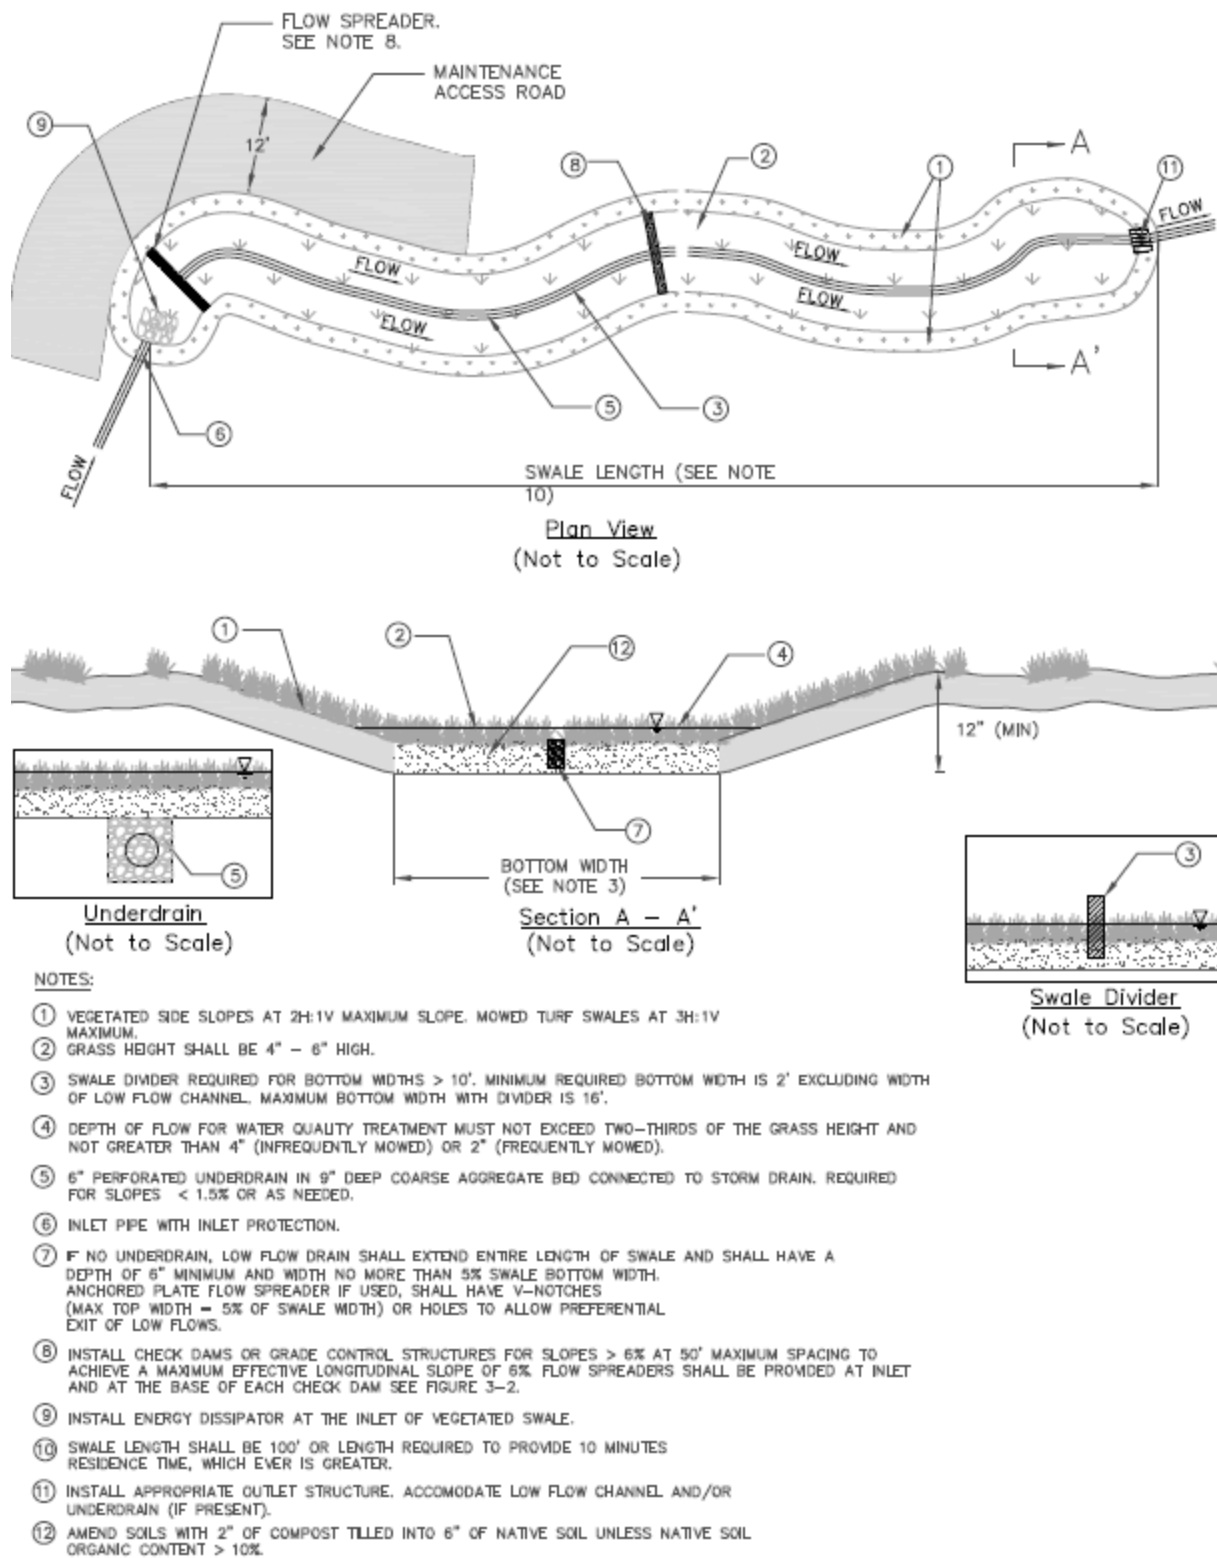 FLOW SPREADER.
SEE NOTE 8.
MAINTENANCE
ACCESS ROAD
9
12'
8
2
1
A
11
FLOW
FLOW
FLOW
FLOW
FLOW
A'
5
3
6
FLOW
SWALE LENGTH (SEE NOTE
10)
Plan View
(Not to Scale)
1
2
12
4
12" (MIN)
7
BOTTOM WIDTH
(SEE NOTE 3)
Section A - A'
(Not to Scale)
5
Underdrain
(Not to Scale)
3
Swale Divider
(Not to Scale)
NOTES:
1 VEGETATED SIDE SLOPES AT 2H:1V MAXIMUM SLOPE. MOWED TURF SWALES AT 3H:1V
MAXIMUM.
2 GRASS HEIGHT SHALL BE 4" - 6" HIGH.
3 SWALE DIVIDER REQUIRED FOR BOTTOM WIDTHS > 10'. MINIMUM REQUIRED BOTTOM WIDTH IS 2' EXCLUDING WIDTH
OF LOW FLOW CHANNEL. MAXIMUM BOTTOM WIDTH WITH DIVIDER IS 16'.
4 DEPTH OF FLOW FOR WATER QUALITY TREATMENT MUST NOT EXCEED TWO-THIRDS OF THE GRASS HEIGHT AND
NOT GREATER THAN 4" (INFREQUENTLY MOWED) OR 2" (FREQUENTLY MOWED).
5 6" PERFORATED UNDERDRAIN IN 9" DEEP COARSE AGGREGATE BED CONNECTED TO STORM DRAIN. REQUIRED
FOR SLOPES < 1.5% OR AS NEEDED.
6 INLET PIPE WITH INLET PROTECTION.
7 IF NO UNDERDRAIN, LOW FLOW DRAIN SHALL EXTEND ENTIRE LENGTH OF SWALE AND SHALL HAVE A
DEPTH OF 6" MINIMUM AND WIDTH NO MORE THAN 5% SWALE BOTTOM WIDTH.
ANCHORED PLATE FLOW SPREADER IF USED, SHALL HAVE V-NOTCHES
(MAX TOP WIDTH = 5% OF SWALE WIDTH) OR HOLES TO ALLOW PREFERENTIAL
EXIT OF LOW FLOWS.
8 INSTALL CHECK DAMS OR GRADE CONTROL STRUCTURES FOR SLOPES > 6% AT 50' MAXIMUM SPACING TO
ACHIEVE A MAXIMUM EFFECTIVE LONGITUDINAL SLOPE OF 6%. FLOW SPREADERS SHALL BE PROVIDED AT INLET
AND AT THE BASE OF EACH CHECK DAM SEE FIGURE 3-2.
9 INSTALL ENERGY DISSIPATOR AT THE INLET OF VEGETATED SWALE.
10 SWALE LENGTH SHALL BE 100' OR LENGTH REQUIRED TO PROVIDE 10 MINUTES
RESIDENCE TIME, WHICH EVER IS GREATER.
11 INSTALL APPROPRIATE OUTLET STRUCTURE. ACCOMODATE LOW FLOW CHANNEL AND/OR
UNDERDRAIN (IF PRESENT).
12 AMEND SOILS WITH 2" OF COMPOST TILLED INTO 6" OF NATIVE SOIL UNLESS NATIVE SOIL
ORGANIC CONTENT > 10%.